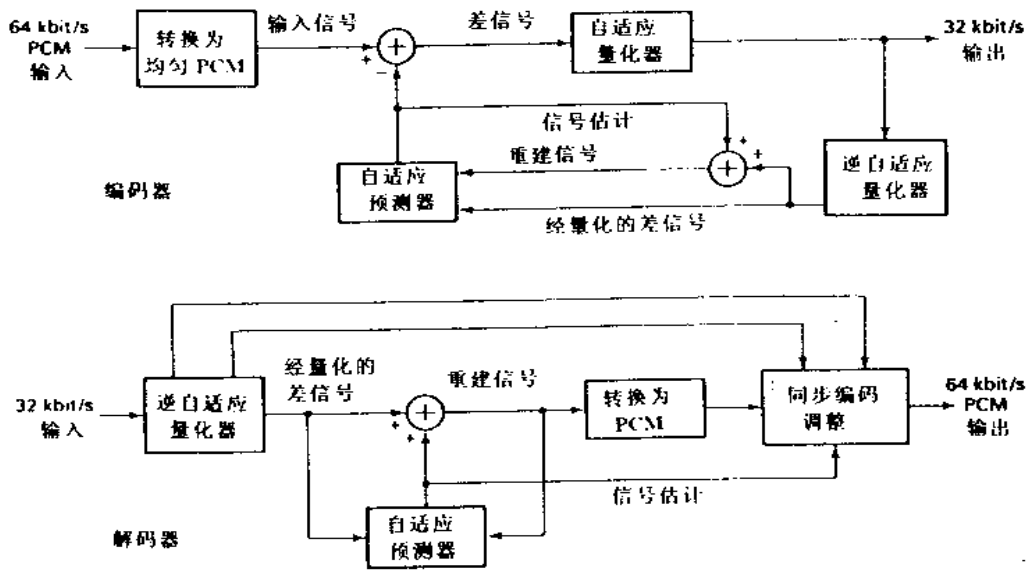 64 kbit/s
PCM
输入
转换为
均匀 PCM
输入信号
+
−
差信号
自适应
量化器
32 kbit/s
输出
信号估计
+
+
重建信号
自适应
预测器
逆自适应
量化器
经量化的差信号
编码器
32 kbit/s
输入
逆自适应
量化器
经量化的
差信号
+
+
重建信号
转换为
PCM
同步编码
调整
64 kbit/s
PCM
输出
信号估计
自适应
预测器
解码器